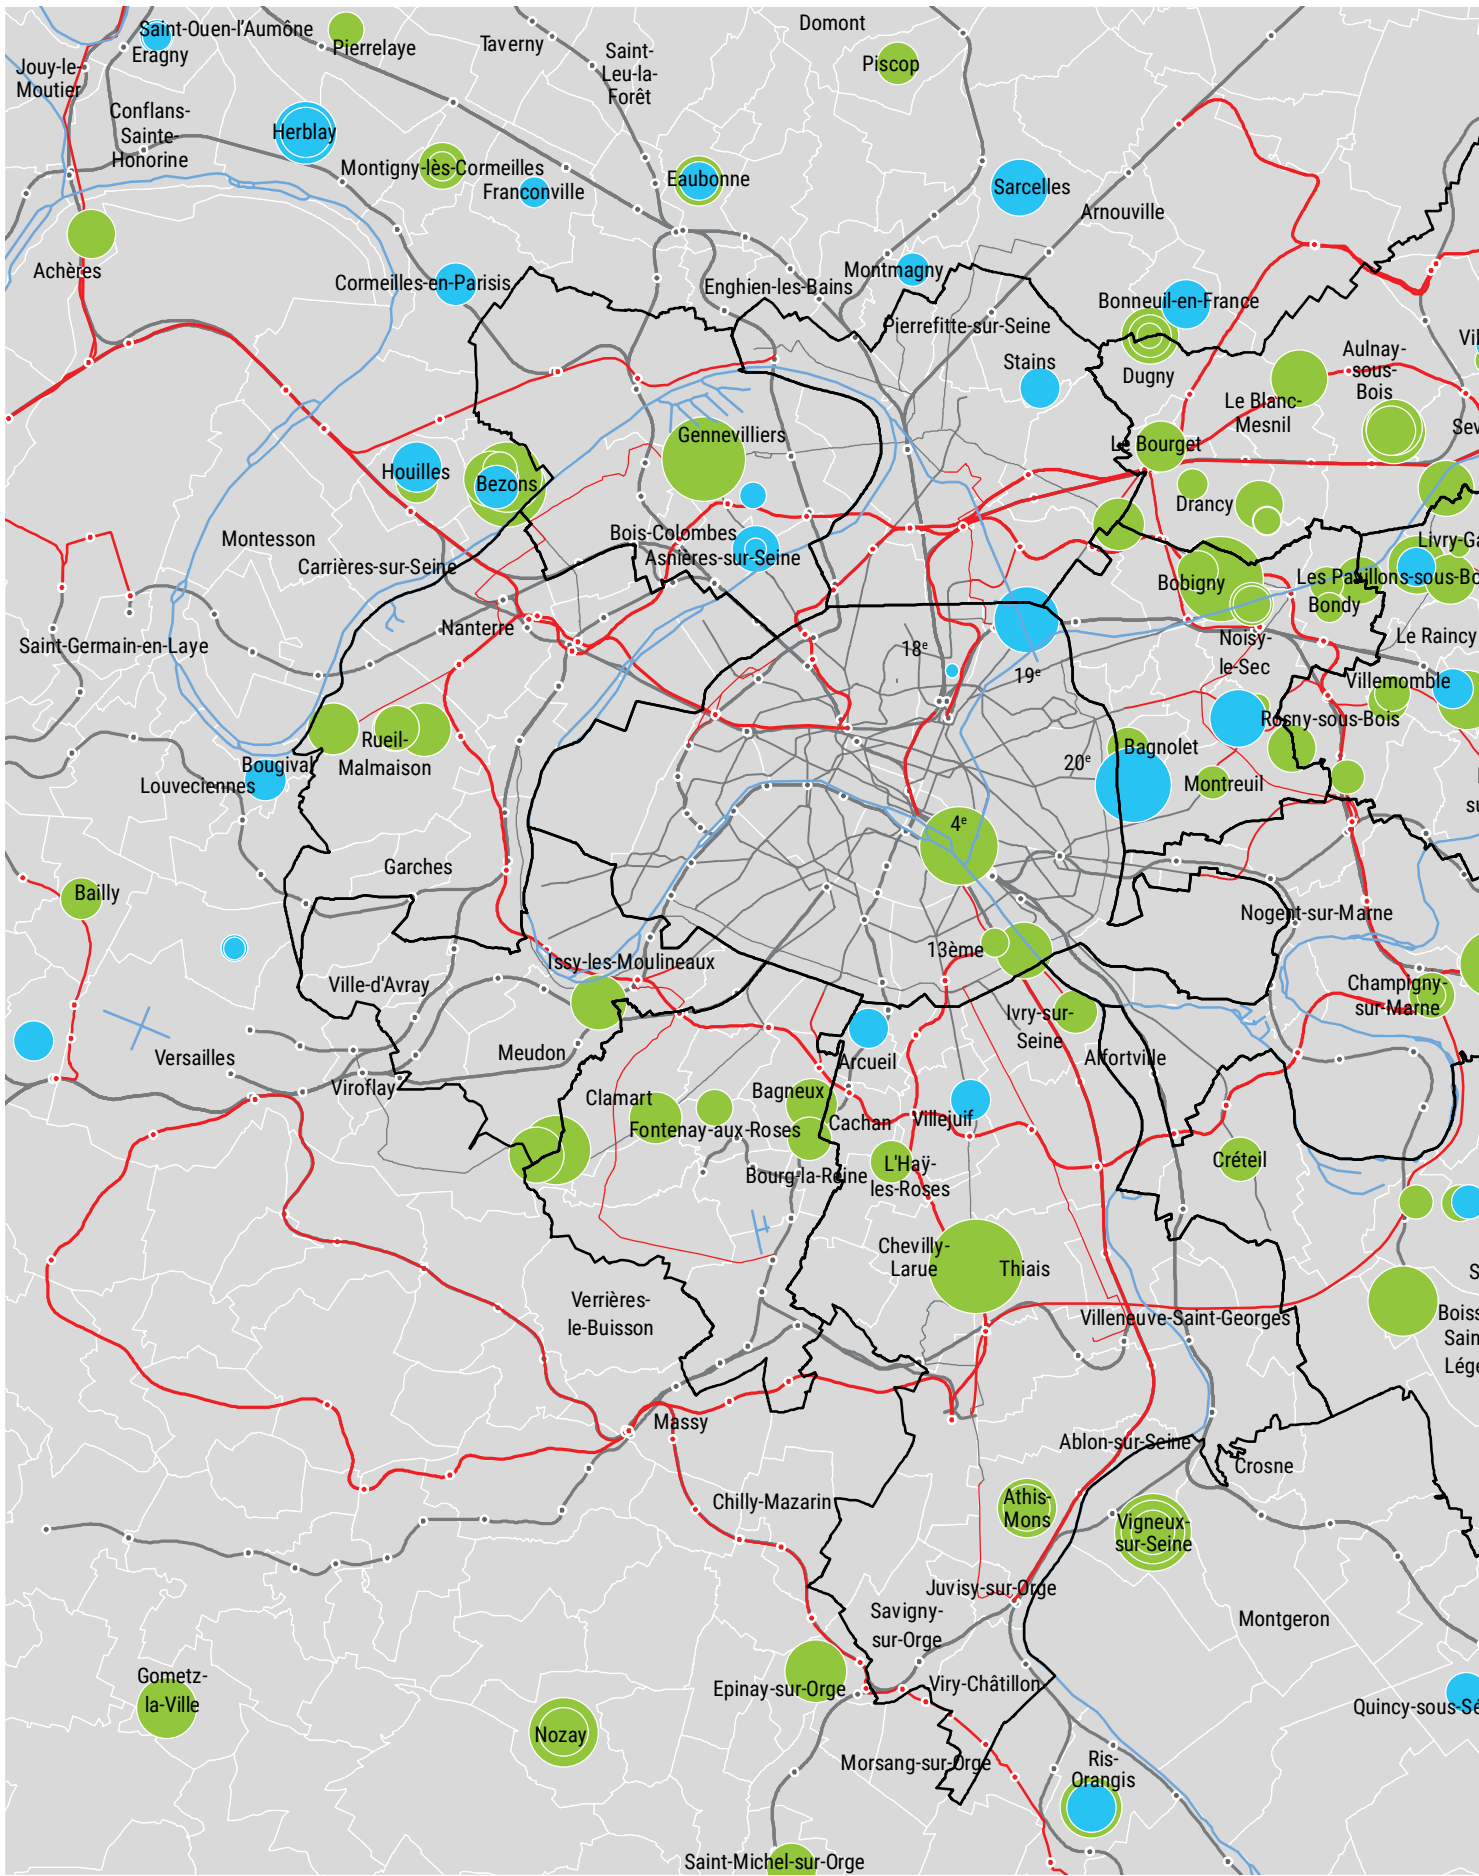 Domont
Saint-Ouen-l'Aumône
Eragny
Pierrelaye
Taverny
Saint-
Leu-la-
Forêt
Piscop
Jouy-le-
Moutier
Conflans-
Sainte-
Honorine
Herblay
Montigny-lès-Cormeilles
Franconville
Eaubonne
Sarcelles
Arnouville
Achères
Cormeilles-en-Parisis
Enghien-les-Bains
Montmagny
Pierrefitte-sur-Seine
Bonneuil-en-France
Stains
Dugny
Aulnay-
sous-
Bois
Vil
Le Blanc-
Mesnil
Sev
Gennevilliers
Le Bourget
Houilles
Bezons
Drancy
Montesson
Carrières-sur-Seine
Bois-Colombes
Asnières-sur-Seine
Livry-Ga
Bobigny
Les Pavillons-sous-Bo
Bondy
Saint-Germain-en-Laye
Nanterre
18e
19e
Noisy-
le-Sec
Le Raincy
Villemomble
Rosny-sous-Bois
Rueil-
Malmaison
Bougival
Louveciennes
Bagnolet
20e
Montreuil
su
4e
Garches
Bailly
Nogent-sur-Marne
13ème
Issy-les-Moulineaux
Ville-d'Avray
Champigny-
sur-Marne
Ivry-sur-
Seine
Versailles
Viroflay
Meudon
Arcueil
Alfortville
Clamart
Bagneux
Fontenay-aux-Roses
Cachan
Villejuif
Bourg-la-Reine
L'Haÿ-
les-Roses
Créteil
Chevilly-
Larue
Thiais
S
Verrières-
le-Buisson
Villeneuve-Saint-Georges
Boiss
Sain
Lége
Massy
Ablon-sur-Seine
Crosne
Chilly-Mazarin
Athis-
Mons
Vigneux-
sur-Seine
Juvisy-sur-Orge
Savigny-
sur-Orge
Montgeron
Gometz-
la-Ville
Epinay-sur-Orge
Viry-Châtillon
Quincy-sous-Sé
Nozay
Morsang-sur-Orge
Ris-
Orangis
Saint-Michel-sur-Orge